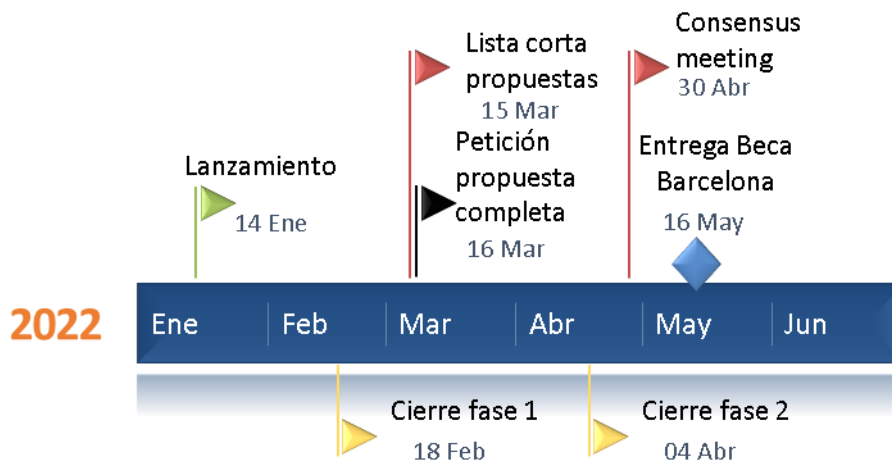 Lista corta
propuestas
15 Mar
Consensus
meeting
30 Abr
Lanzamiento
14 Ene
Petición
propuesta
completa
16 Mar
Entrega Beca
Barcelona
16 May
2022
Ene
Feb
Mar
Abr
May
Jun
Cierre fase 1
18 Feb
Cierre fase 2
04 Abr